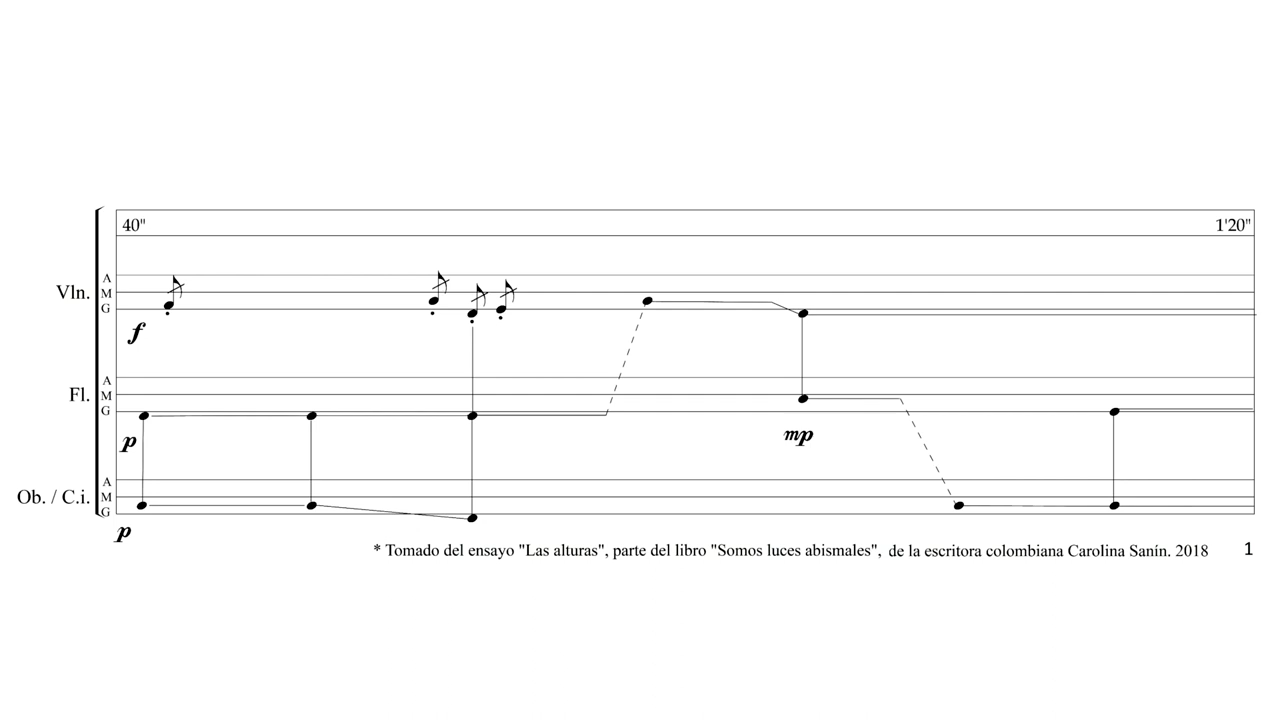 40" 1'20"
Vln. A M G
f
Fl. A M G
p mp
Ob. / C.i. A M G
p
* Tomado del ensayo "Las alturas", parte del libro "Somos luces abismales", de la escritora colombiana Carolina Sanín. 2018 1